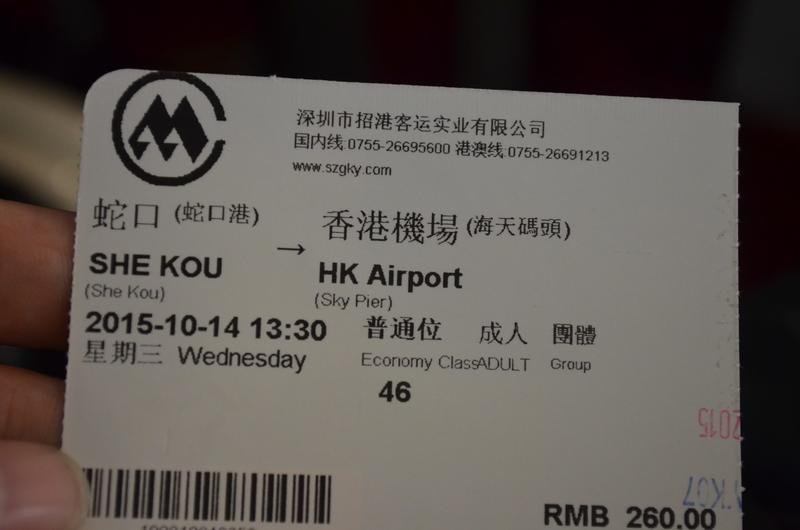 深圳市招港客运实业有限公司
国内线:0755-26695600 港澳线:0755-26691213
www.szgky.com
蛇口 (蛇口港) → 香港機場 (海天碼頭)
SHE KOU HK Airport
(She Kou) (Sky Pier)
2015-10-14 13:30 普通位 成人 團體
星期三 Wednesday Economy Class ADULT Group
46
2015
RMB 260.00